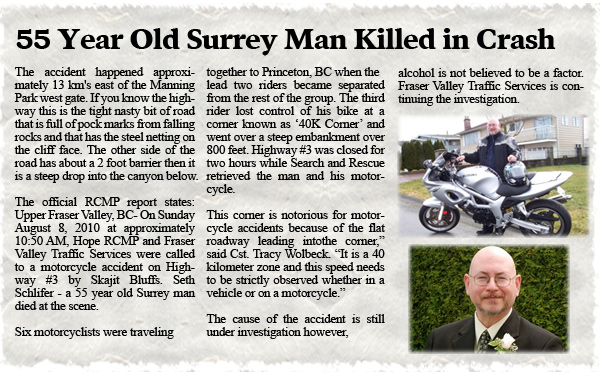 55 Year Old Surrey Man Killed in Crash
The accident happened approxi-
mately 13 km's east of the Manning
Park west gate. If you know the high-
way this is the tight nasty bit of road
that is full of pock marks from falling
rocks and that has the steel netting on
the cliff face. The other side of the
road has about a 2 foot barrier then it
is a steep drop into the canyon below.
The official RCMP report states:
Upper Fraser Valley, BC- On Sunday
August 8, 2010 at approximately
10:50 AM, Hope RCMP and Fraser
Valley Traffic Services were called
to a motorcycle accident on High-
way #3 by Skajit Bluffs. Seth
Schlifer - a 55 year old Surrey man
died at the scene.
Six motorcyclists were traveling
together to Princeton, BC when the
lead two riders became separated
from the rest of the group. The third
rider lost control of his bike at a
corner known as ‘40K Corner’ and
went over a steep embankment over
800 feet. Highway #3 was closed for
two hours while Search and Rescue
retrieved the man and his motor-
cycle.
This corner is notorious for motor-
cycle accidents because of the flat
roadway leading intothe corner,”
said Cst. Tracy Wolbeck. “It is a 40
kilometer zone and this speed needs
to be strictly observed whether in a
vehicle or on a motorcycle.”
The cause of the accident is still
under investigation however,
alcohol is not believed to be a factor.
Fraser Valley Traffic Services is con-
tinuing the investigation.